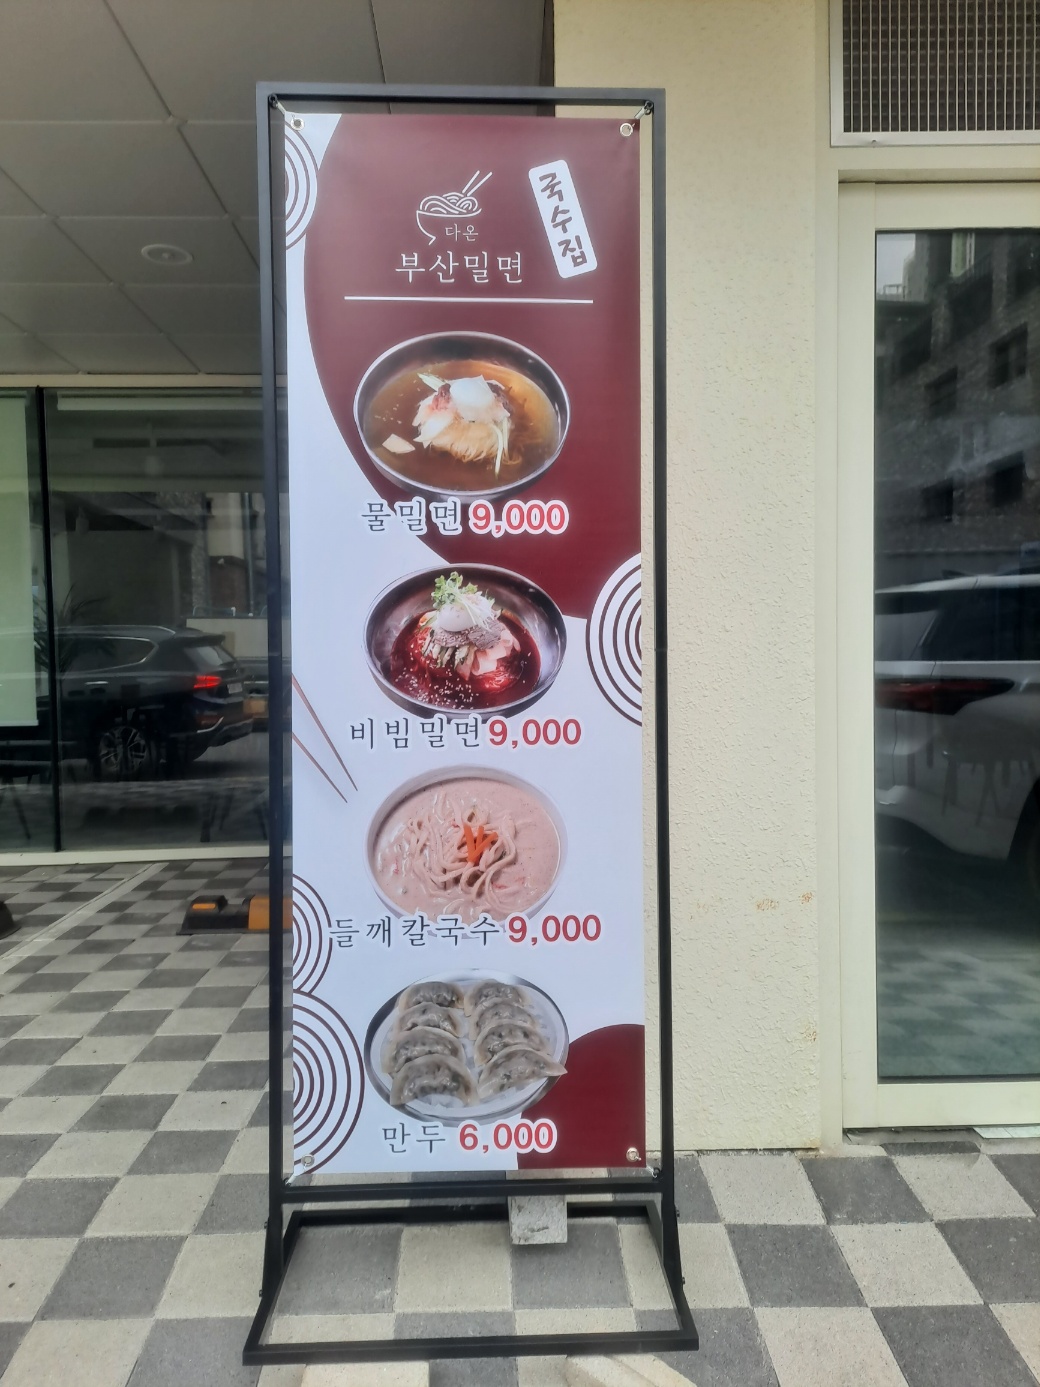 다온
부산밀면
국수집
물밀면 9,000
비빔밀면 9,000
들깨칼국수 9,000
만두 6,000